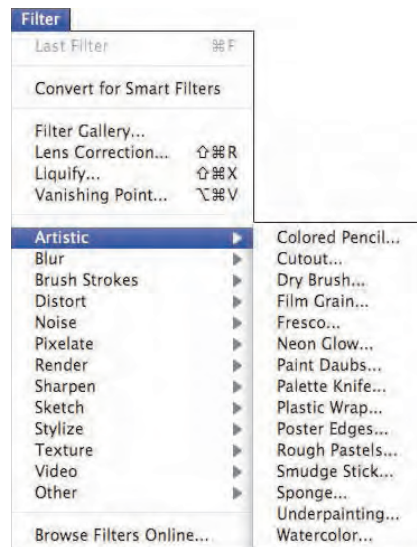 Filter
Last Filter ⌘F
Convert for Smart Filters
Filter Gallery...
Lens Correction... ⇧⌘R
Liquify... ⇧⌘X
Vanishing Point... ⌥⌘V
Artistic
Blur
Brush Strokes
Distort
Noise
Pixelate
Render
Sharpen
Sketch
Stylize
Texture
Video
Other
Browse Filters Online...
Colored Pencil...
Cutout...
Dry Brush...
Film Grain...
Fresco...
Neon Glow...
Paint Daubs...
Palette Knife...
Plastic Wrap...
Poster Edges...
Rough Pastels...
Smudge Stick...
Sponge...
Underpainting...
Watercolor...